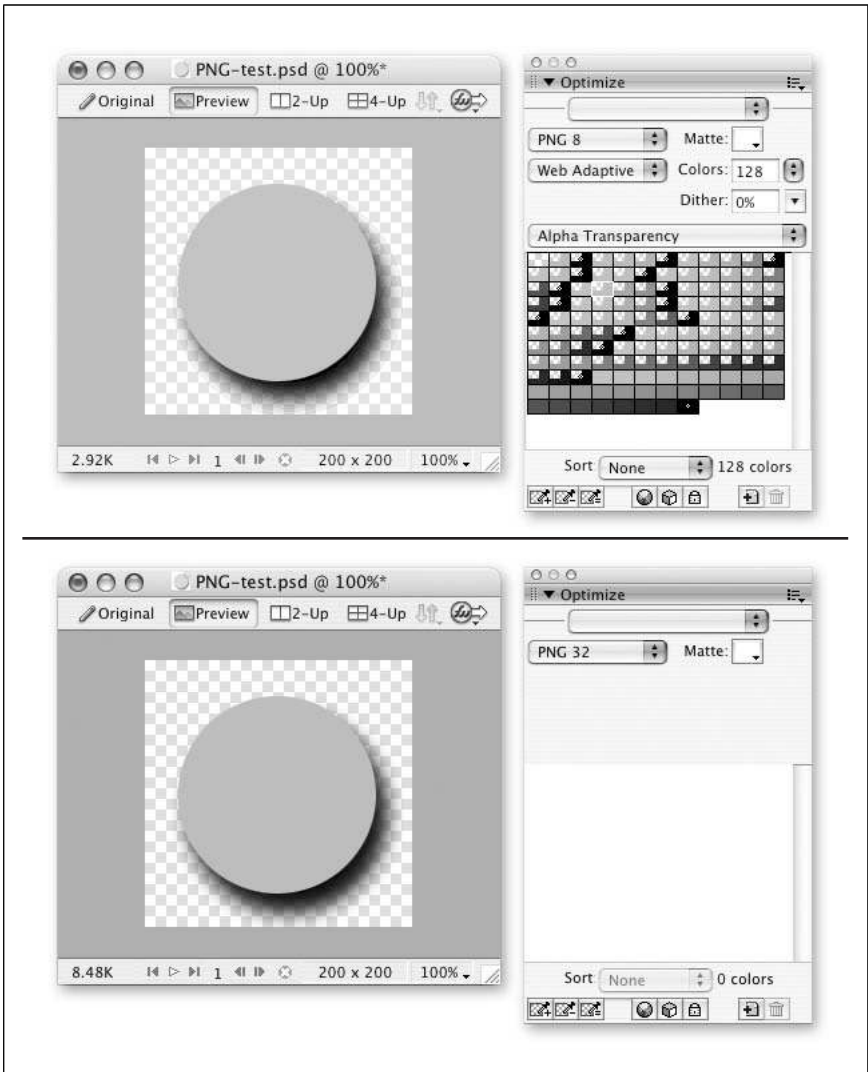 PNG-test.psd @ 100%*
Original Preview 2-Up 4-Up
2.92K 1 200 x 200 100%
Optimize
PNG 8 Matte:
Web Adaptive Colors: 128
Dither: 0%
Alpha Transparency
Sort None 128 colors
PNG-test.psd @ 100%*
Original Preview 2-Up 4-Up
8.48K 1 200 x 200 100%
Optimize
PNG 32 Matte:
Sort None 0 colors